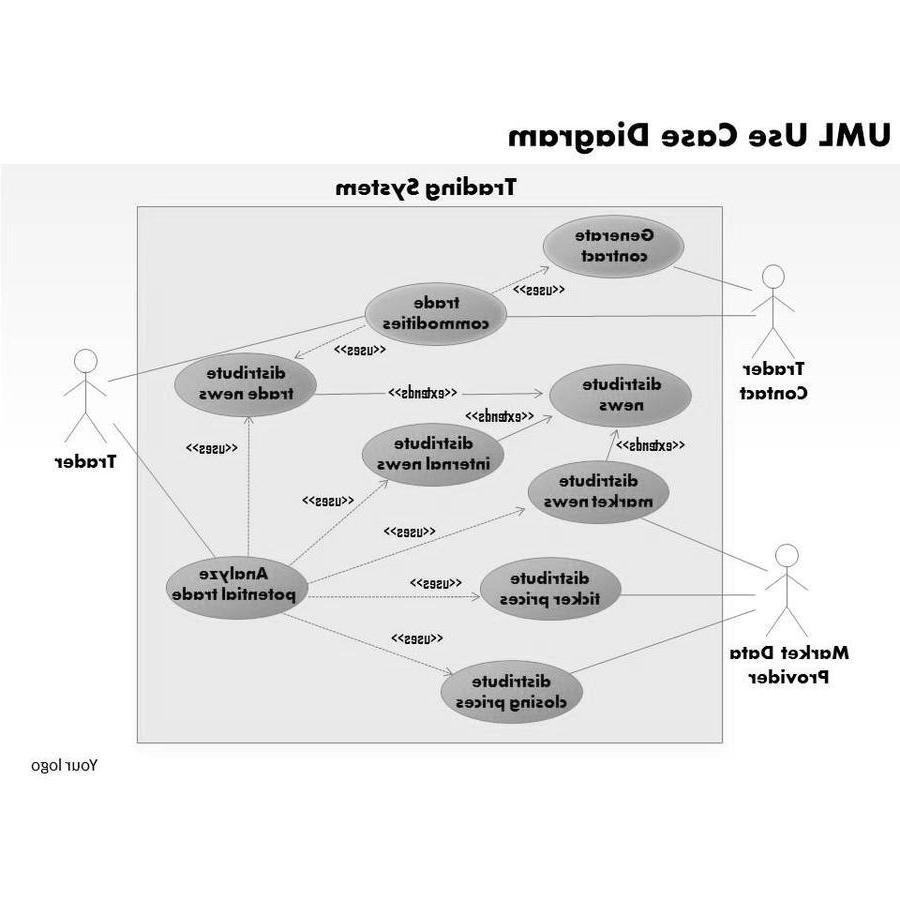 UML Use Case Diagram
Trading System
Generate
contract
<<uses>>
trade
commodities
<<uses>>
Trader
Contact
distribute
trade news
<<extends>>
distribute
news
<<extends>>
<<extends>>
Trader
<<uses>>
distribute
internal news
distribute
market news
<<uses>>
<<uses>>
Analyze
potential trade
<<uses>>
distribute
ticker prices
<<uses>>
Market Data
Provider
distribute
closing prices
Your logo